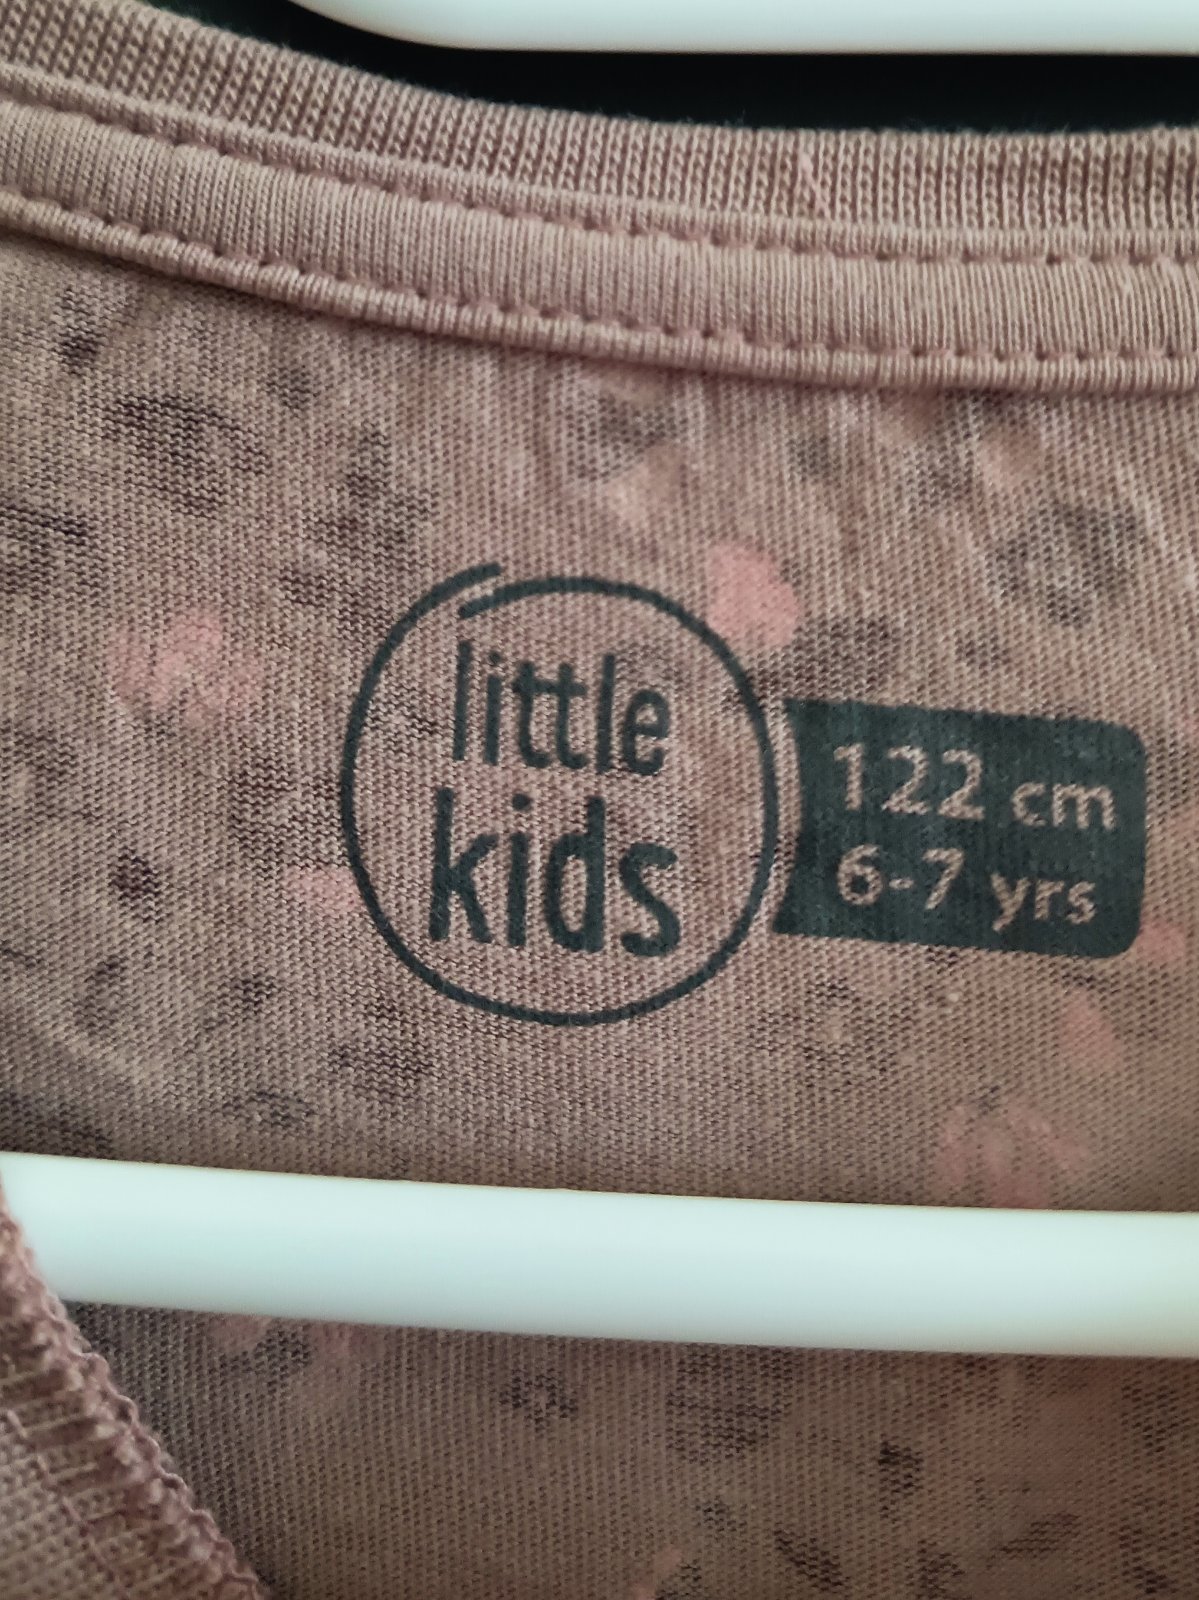 little
kids
122 cm
6-7 yrs